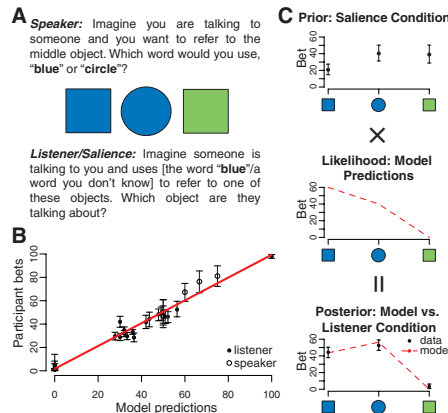 A Speaker: Imagine you are talking to
someone and you want to refer to the
middle object. Which word would you use,
"blue" or "circle"?
Listener/Salience: Imagine someone is
talking to you and uses [the word "blue"/a
word you don't know] to refer to one of
these objects. Which object are they
talking about?
B
Participant bets
0 20 40 60 80 100
listener
speaker
0 20 40 60 80 100
Model predictions
C Prior: Salience Condition
Bet
0 20 40 60
×
Likelihood: Model
Predictions
Bet
0 20 40 60
=
Posterior: Model vs.
Listener Condition
Bet
0 20 40 60
data
model